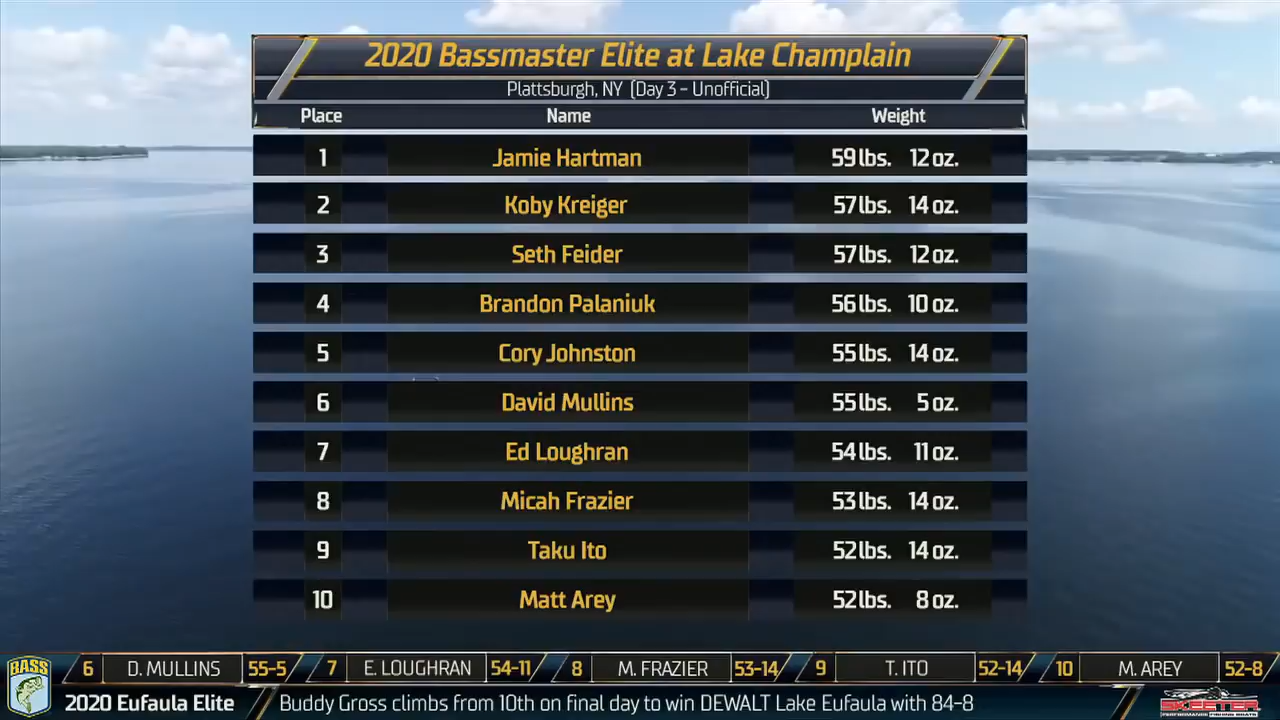 2020 Bassmaster Elite at Lake Champlain
Plattsburgh, NY (Day 3 - Unofficial)
Place Name Weight
1 Jamie Hartman 59 lbs. 12 oz.
2 Koby Kreiger 57 lbs. 14 oz.
3 Seth Feider 57 lbs. 12 oz.
4 Brandon Palaniuk 56 lbs. 10 oz.
5 Cory Johnston 55 lbs. 14 oz.
6 David Mullins 55 lbs. 5 oz.
7 Ed Loughran 54 lbs. 11 oz.
8 Micah Frazier 53 lbs. 14 oz.
9 Taku Ito 52 lbs. 14 oz.
10 Matt Arey 52 lbs. 8 oz.
BASS 6 D. MULLINS 55-5 7 E. LOUGHRAN 54-11 8 M. FRAZIER 53-14 9 T. ITO 52-14 10 M. AREY 52-8
2020 Eufaula Elite Buddy Gross climbs from 10th on final day to win DEWALT Lake Eufaula with 84-8 SKEETER
PERFORMANCE FISHING BOATS